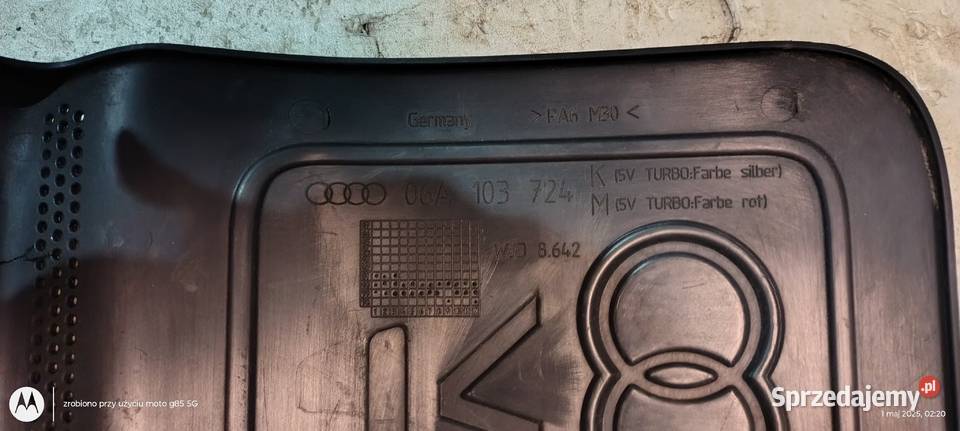 Germany >PA6 M30<
K (5V TURBO:Farbe silber)
06A 103 724
M (5V TURBO:Farbe rot)
8.642
zrobiono przy użyciu moto g85 5G
Sprzedajemy.pl
1 maj 2025, 02:20